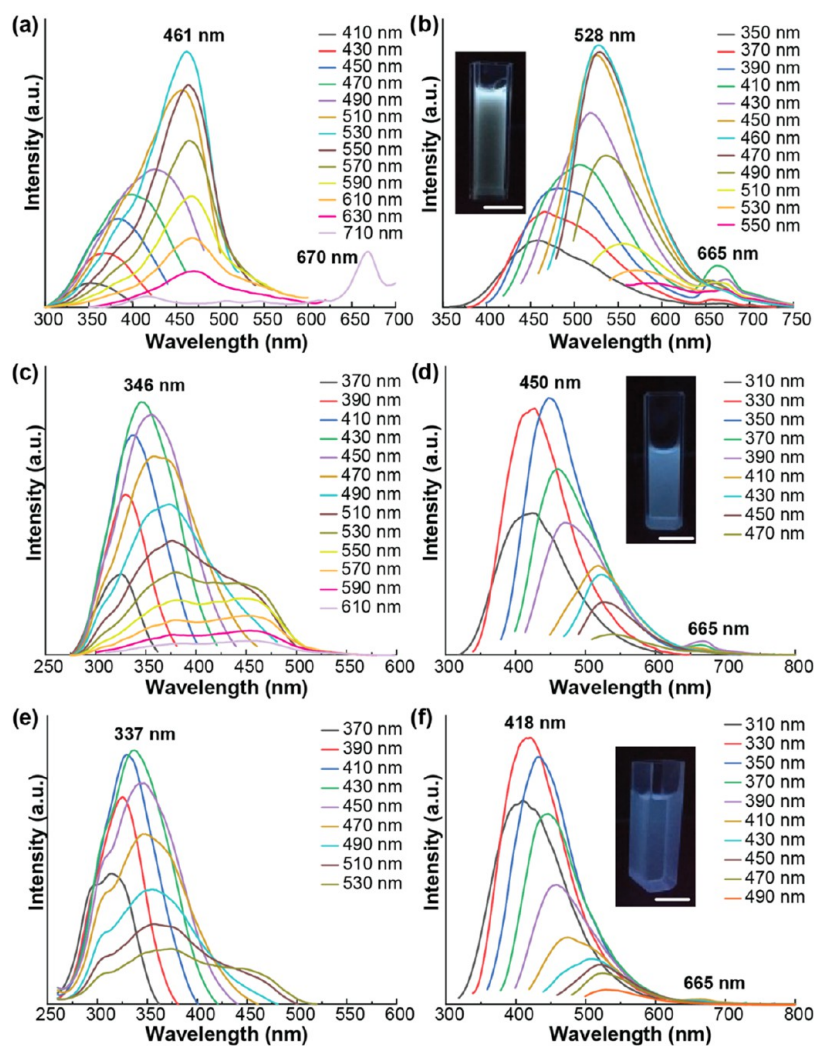 (a)
461 nm
670 nm
410 nm
430 nm
450 nm
470 nm
490 nm
510 nm
530 nm
550 nm
570 nm
590 nm
610 nm
630 nm
710 nm
Intensity (a.u.)
300 350 400 450 500 550 600 650 700
Wavelength (nm)
(b)
528 nm
665 nm
350 nm
370 nm
390 nm
410 nm
430 nm
450 nm
460 nm
470 nm
490 nm
510 nm
530 nm
550 nm
Intensity (a.u.)
350 400 450 500 550 600 650 700 750
Wavelength (nm)
(c)
346 nm
370 nm
390 nm
410 nm
430 nm
450 nm
470 nm
490 nm
510 nm
530 nm
550 nm
570 nm
590 nm
610 nm
Intensity (a.u.)
250 300 350 400 450 500 550 600
Wavelength (nm)
(d)
450 nm
665 nm
310 nm
330 nm
350 nm
370 nm
390 nm
410 nm
430 nm
450 nm
470 nm
Intensity (a.u.)
300 400 500 600 700 800
Wavelength (nm)
(e)
337 nm
370 nm
390 nm
410 nm
430 nm
450 nm
470 nm
490 nm
510 nm
530 nm
Intensity (a.u.)
250 300 350 400 450 500 550 600
Wavelength (nm)
(f)
418 nm
665 nm
310 nm
330 nm
350 nm
370 nm
390 nm
410 nm
430 nm
450 nm
470 nm
490 nm
Intensity (a.u.)
300 400 500 600 700 800
Wavelength (nm)